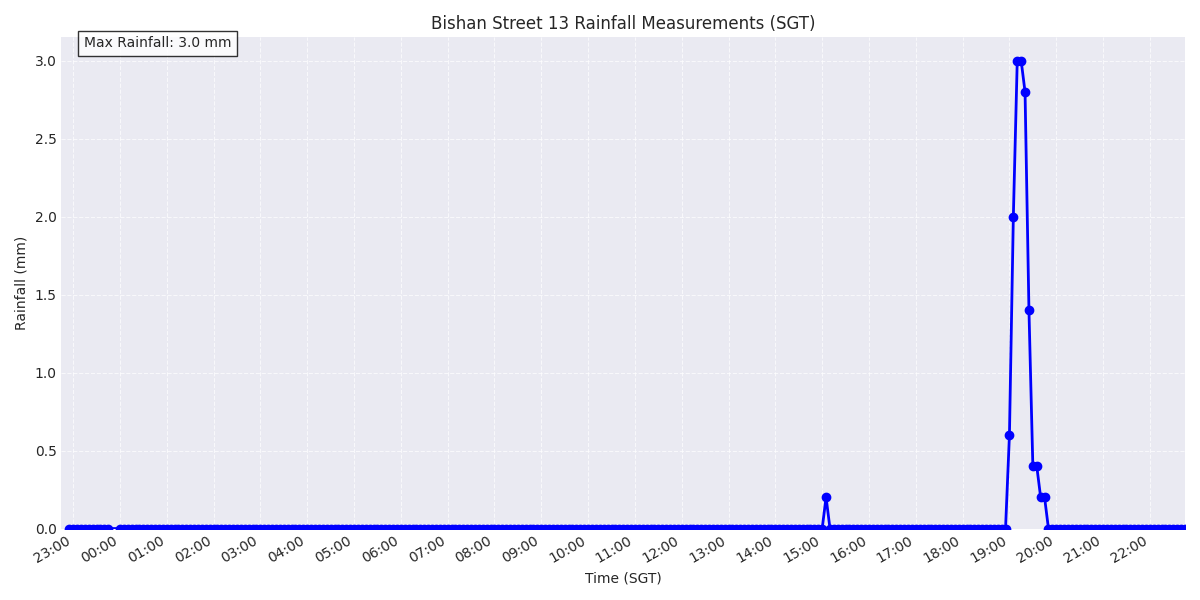 Bishan Street 13 Rainfall Measurements (SGT)
Max Rainfall: 3.0 mm
3.0
2.5
2.0
1.5
1.0
0.5
0.0
Rainfall (mm)
23:00 00:00 01:00 02:00 03:00 04:00 05:00 06:00 07:00 08:00 09:00 10:00 11:00 12:00 13:00 14:00 15:00 16:00 17:00 18:00 19:00 20:00 21:00 22:00
Time (SGT)